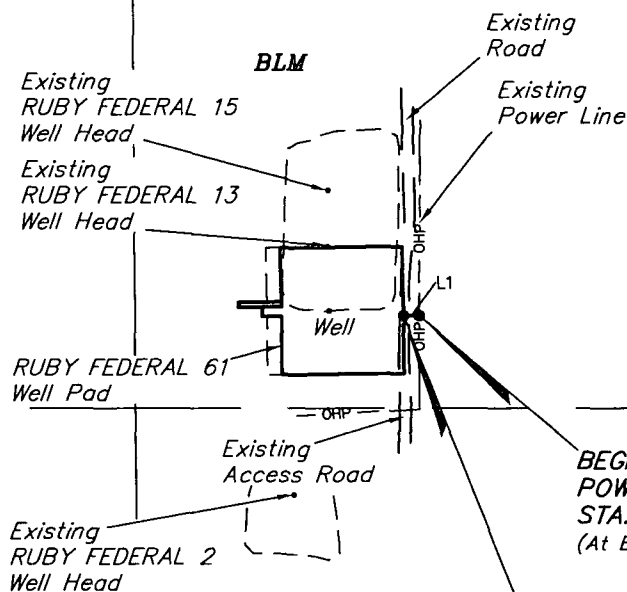 BLM
Existing
Road
Existing
Power Line
Existing
RUBY FEDERAL 15
Well Head
Existing
RUBY FEDERAL 13
Well Head
OHP
L1
Well
OHP
RUBY FEDERAL 61
Well Pad
OHP
Existing
Access Road
Existing
RUBY FEDERAL 2
Well Head